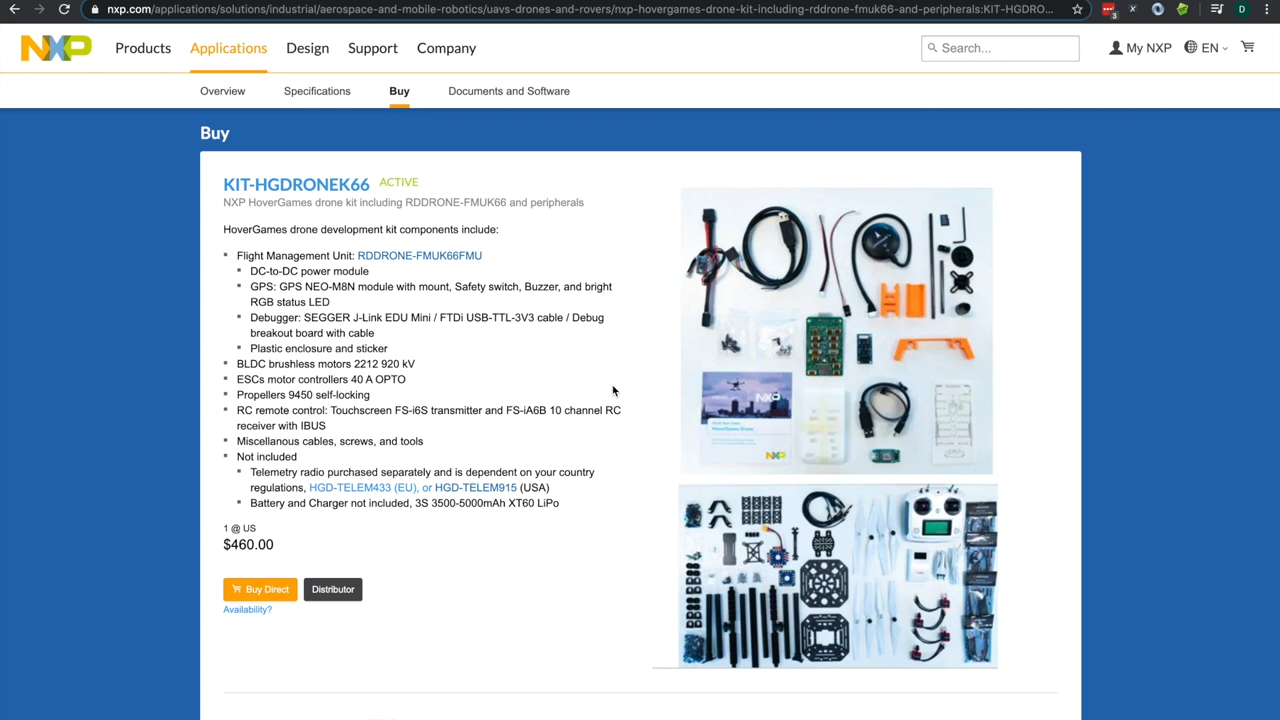 nxp.com/applications/solutions/industrial/aerospace-and-mobile-robotics/uavs-drones-and-rovers/nxp-hovergames-drone-kit-including-rddrone-fmuk66-and-peripherals:KIT-HGDRO...
3
D
NXP
Products
Applications
Design
Support
Company
Search...
My NXP
EN
Overview
Specifications
Buy
Documents and Software
Buy
KIT-HGDRONEK66 ACTIVE
NXP HoverGames drone kit including RDDRONE-FMUK66 and peripherals
HoverGames drone development kit components include:
Flight Management Unit: RDDRONE-FMUK66FMU
DC-to-DC power module
GPS: GPS NEO-M8N module with mount, Safety switch, Buzzer, and bright
RGB status LED
Debugger: SEGGER J-Link EDU Mini / FTDi USB-TTL-3V3 cable / Debug
breakout board with cable
Plastic enclosure and sticker
BLDC brushless motors 2212 920 kV
ESCs motor controllers 40 A OPTO
Propellers 9450 self-locking
RC remote control: Touchscreen FS-i6S transmitter and FS-iA6B 10 channel RC
receiver with IBUS
Miscellaneous cables, screws, and tools
Not included
Telemetry radio purchased separately and is dependent on your country
regulations, HGD-TELEM433 (EU), or HGD-TELEM915 (USA)
Battery and Charger not included, 3S 3500-5000mAh XT60 LiPo
1 @ US
$460.00
Buy Direct
Distributor
Availability?
NXP
HoverGames Drone
NXP